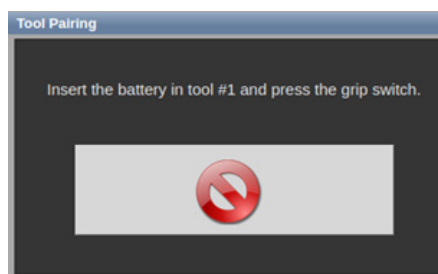 Tool Pairing
Insert the battery in tool #1 and press the grip switch.